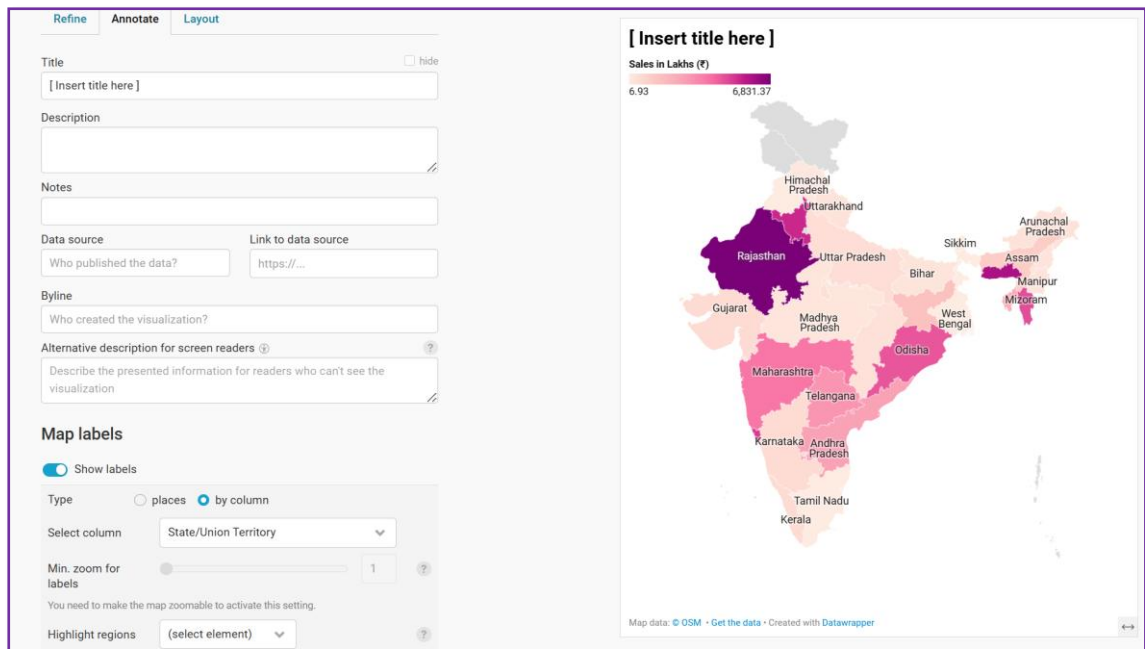 Refine Annotate Layout
Title hide
[ Insert title here ]
Description
Notes
Data source Link to data source
Who published the data? https://...
Byline
Who created the visualization?
Alternative description for screen readers ?
Describe the presented information for readers who can't see the
visualization
Map labels
Show labels
Type places by column
Select column State/Union Territory
Min. zoom for
labels
1 ?
You need to make the map zoomable to activate this setting.
Highlight regions (select element) ?
[ Insert title here ]
Sales in Lakhs (₹)
6.93 6,831.37
Himachal
Pradesh
Uttarakhand
Arunachal
Pradesh
Sikkim
Rajasthan Uttar Pradesh Assam
Bihar
Manipur
Mizoram
Gujarat
Madhya
Pradesh
West
Bengal
Odisha
Maharashtra
Telangana
Karnataka
Andhra
Pradesh
Tamil Nadu
Kerala
Map data: © OSM • Get the data • Created with Datawrapper